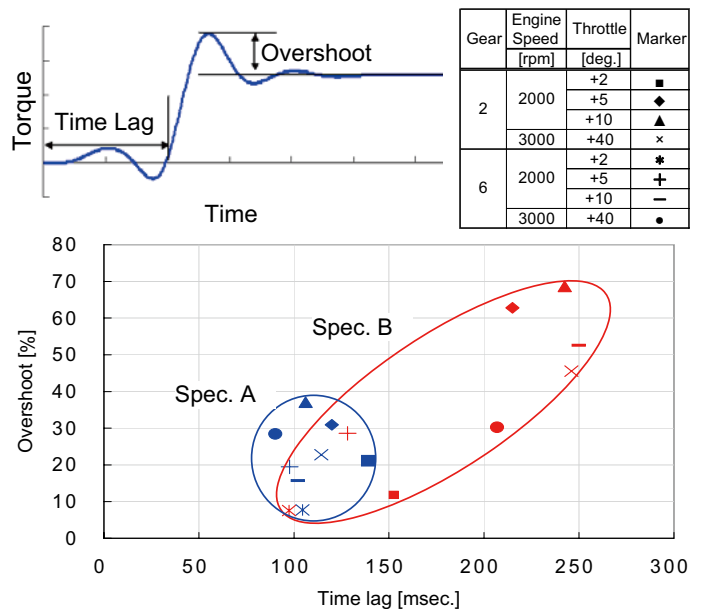 Torque
Overshoot
Time Lag
Time
Gear Engine Speed [rpm] Throttle [deg.] Marker
2 2000 +2 ■
+5 ◆
+10 ▲
3000 +40 ×
6 2000 +2 ✱
+5 +
+10 −
3000 +40 ●
Overshoot [%]
80
70
60
50
40
30
20
10
0
Spec. B
Spec. A
0 50 100 150 200 250 300
Time lag [msec.]